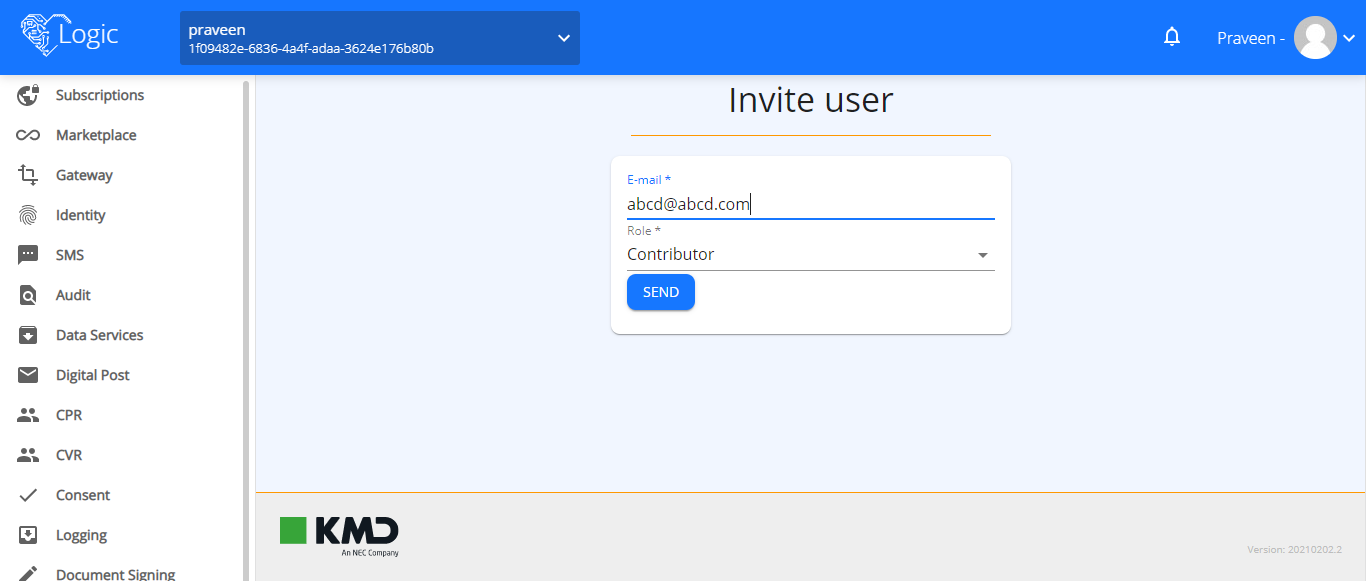 Logic
praveen
1f09482e-6836-4a4f-adaa-3624e176b80b
Praveen -
Subscriptions
Marketplace
Gateway
Identity
SMS
Audit
Data Services
Digital Post
CPR
CVR
Consent
Logging
Document Signing
Invite user
E-mail *
abcd@abcd.com
Role *
Contributor
SEND
KMD
An NEC Company
Version: 20210202.2